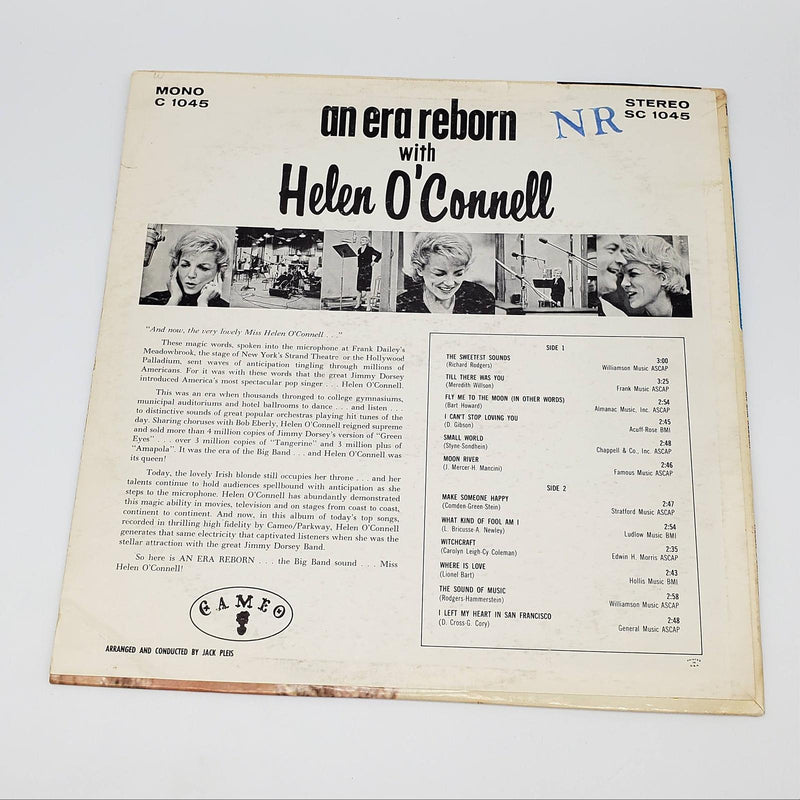 MONO
C 1045
an era reborn
NR
STEREO
SC 1045
with
Helen O'Connell
"And now, the very lovely Miss Helen O'Connell . . ."
These magic words, spoken into the microphone at Frank Dailey's
Meadowbrook, the stage of New York's Strand Theatre or the Hollywood
Palladium, sent waves of anticipation tingling through millions of
Americans. For it was with these words that the great Jimmy Dorsey
introduced America's most spectacular pop singer . . . Helen O'Connell.
This was an era when thousands thronged to college gymnasiums,
municipal auditoriums and hotel ballrooms to dance . . . and listen . . .
to distinctive sounds of great popular orchestras playing hit tunes of the
day. Sharing choruses with Bob Eberly, Helen O'Connell reigned supreme
and sold more than 4 million copies of Jimmy Dorsey's version of "Green
Eyes" . . . over 3 million copies of "Tangerine" and 3 million plus of
"Amapola". It was the era of the Big Band . . . and Helen O'Connell was
its queen!
Today, the lovely Irish blonde still occupies her throne . . . and her
talents continue to hold audiences spellbound with anticipation as she
steps to the microphone. Helen O'Connell has abundantly demonstrated
this magic ability in movies, television and on stages from coast to coast,
continent to continent. And now, in this album of today's top songs,
recorded in thrilling high fidelity by Cameo/Parkway, Helen O'Connell
generates that same electricity that captivated listeners when she was the
stellar attraction with the great Jimmy Dorsey Band.
So here is AN ERA REBORN . . . the Big Band sound . . . Miss
Helen O'Connell!
CAMEO
ARRANGED AND CONDUCTED BY JACK PLEIS
SIDE 1
THE SWEETEST SOUNDS 3:00
(Richard Rodgers) Williamson Music ASCAP
TILL THERE WAS YOU 3:25
(Meredith Willson) Frank Music ASCAP
FLY ME TO THE MOON (IN OTHER WORDS) 2:54
(Bart Howard) Almanac Music, Inc. ASCAP
I CAN'T STOP LOVING YOU 2:45
(D. Gibson) Acuff-Rose BMI
SMALL WORLD 2:48
(Styne-Sondhein) Chappell & Co., Inc. ASCAP
MOON RIVER 2:46
(J. Mercer-H. Mancini) Famous Music ASCAP
SIDE 2
MAKE SOMEONE HAPPY 2:47
(Comden-Green-Stein) Stratford Music ASCAP
WHAT KIND OF FOOL AM I 2:54
(L. Bricusse-A. Newley) Ludlow Music BMI
WITCHCRAFT 2:35
(Carolyn Leigh-Cy Coleman) Edwin H. Morris ASCAP
WHERE IS LOVE 2:43
(Lionel Bart) Hollis Music BMI
THE SOUND OF MUSIC 2:58
(Rodgers-Hammerstein) Williamson Music ASCAP
I LEFT MY HEART IN SAN FRANCISCO 2:48
(D. Cross-G. Cory) General Music ASCAP